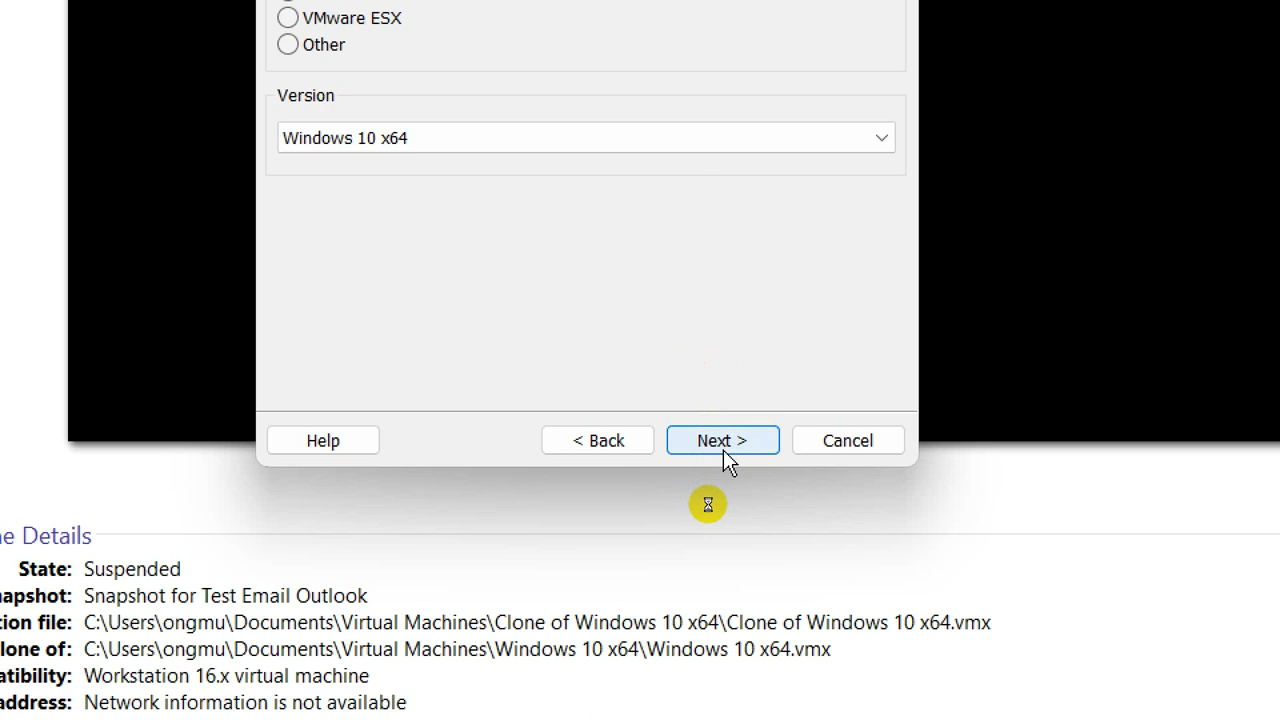 VMware ESX
Other
Version
Windows 10 x64
Help
< Back
Next >
Cancel
e Details
State: Suspended
napshot: Snapshot for Test Email Outlook
tion file: C:\Users\ongmu\Documents\Virtual Machines\Clone of Windows 10 x64\Clone of Windows 10 x64.vmx
lone of: C:\Users\ongmu\Documents\Virtual Machines\Windows 10 x64\Windows 10 x64.vmx
atibility: Workstation 16.x virtual machine
address: Network information is not available